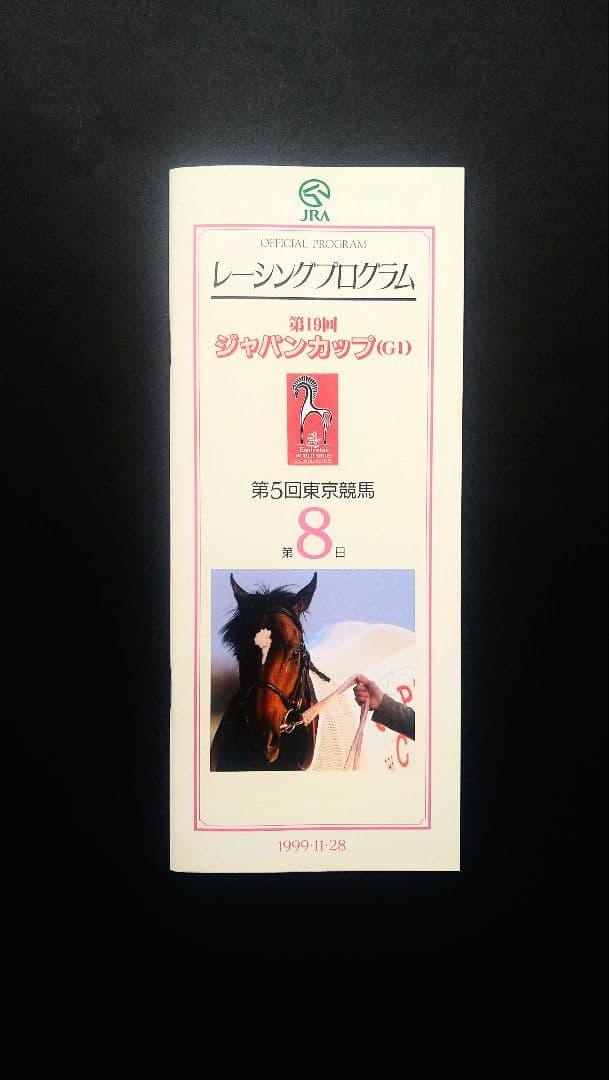 JRA
OFFICIAL PROGRAM
レーシングプログラム
第19回
ジャパンカップ(GI)
Emirates
WORLD SERIES
第5回東京競馬
第8日
1999·11·28